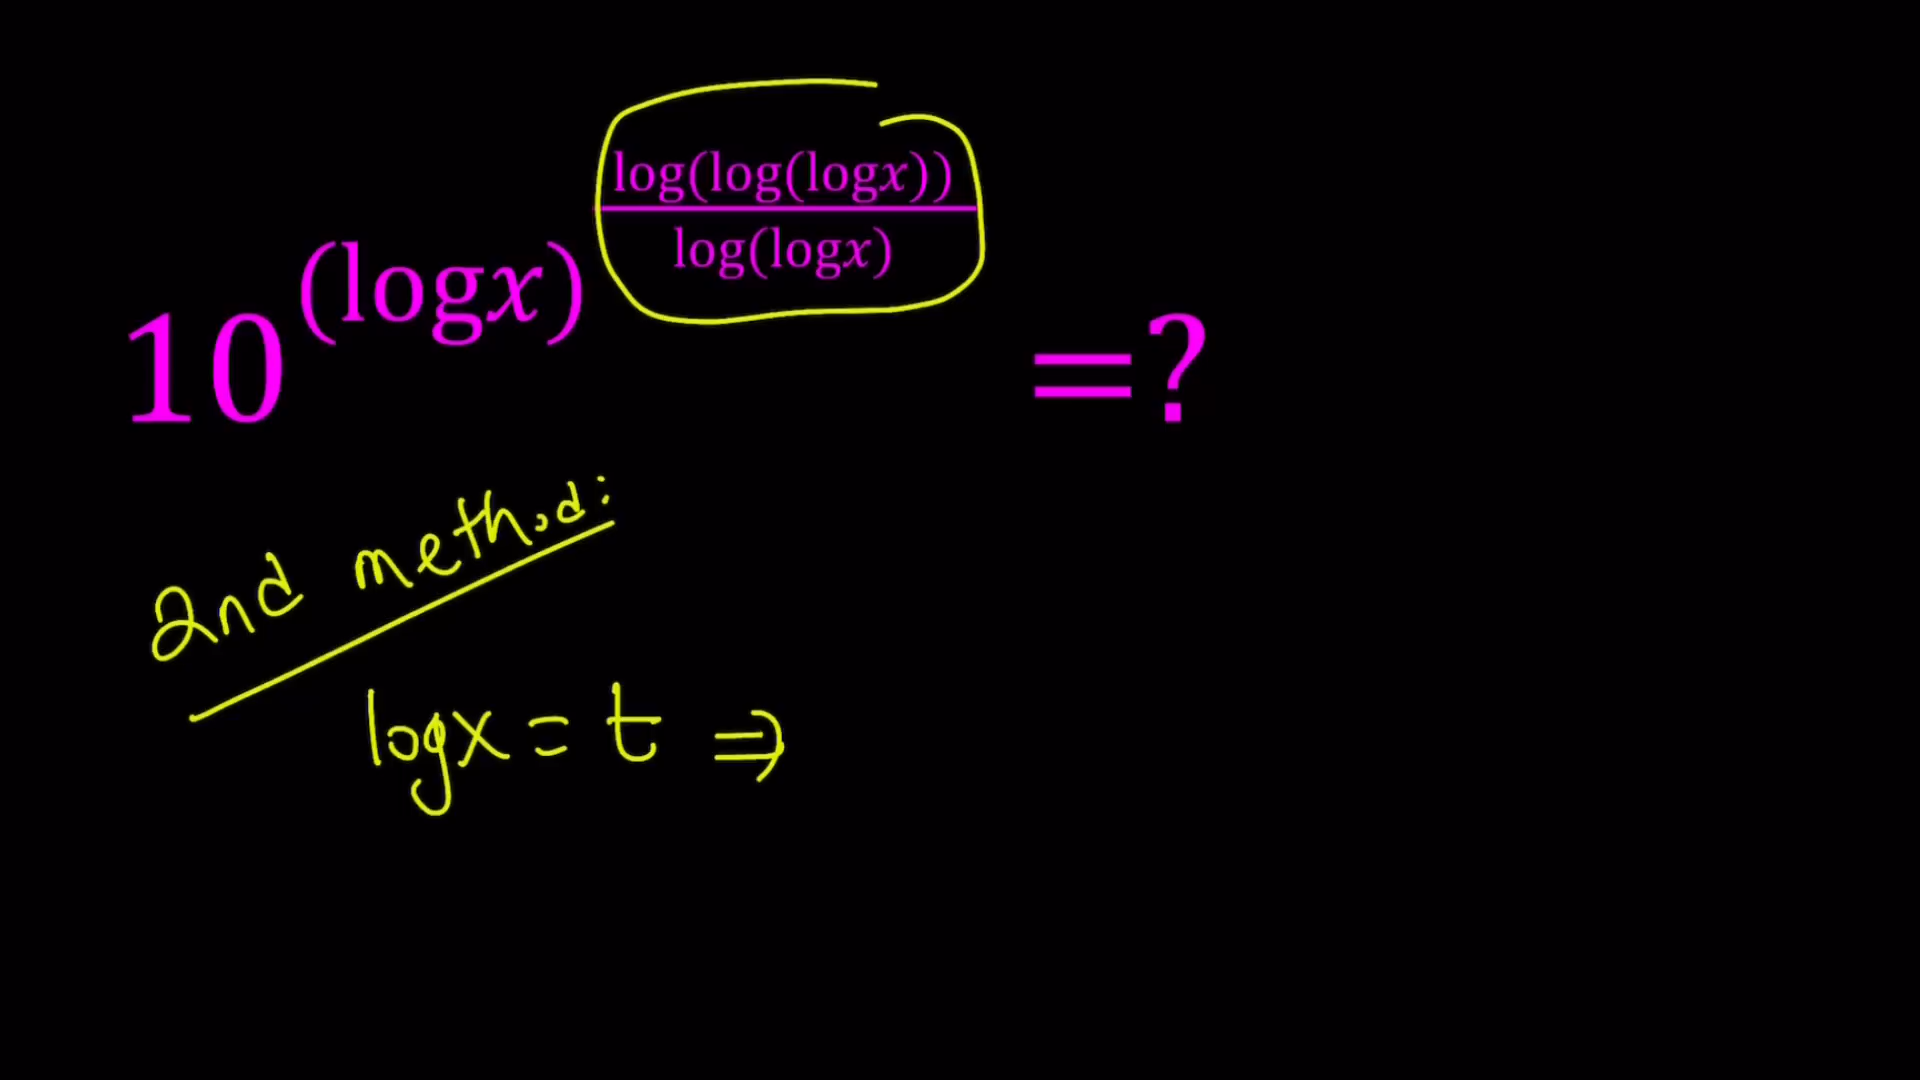 10^(logx)^(log(log(logx))/log(logx)) =?
2nd method:
logx = t ⇒